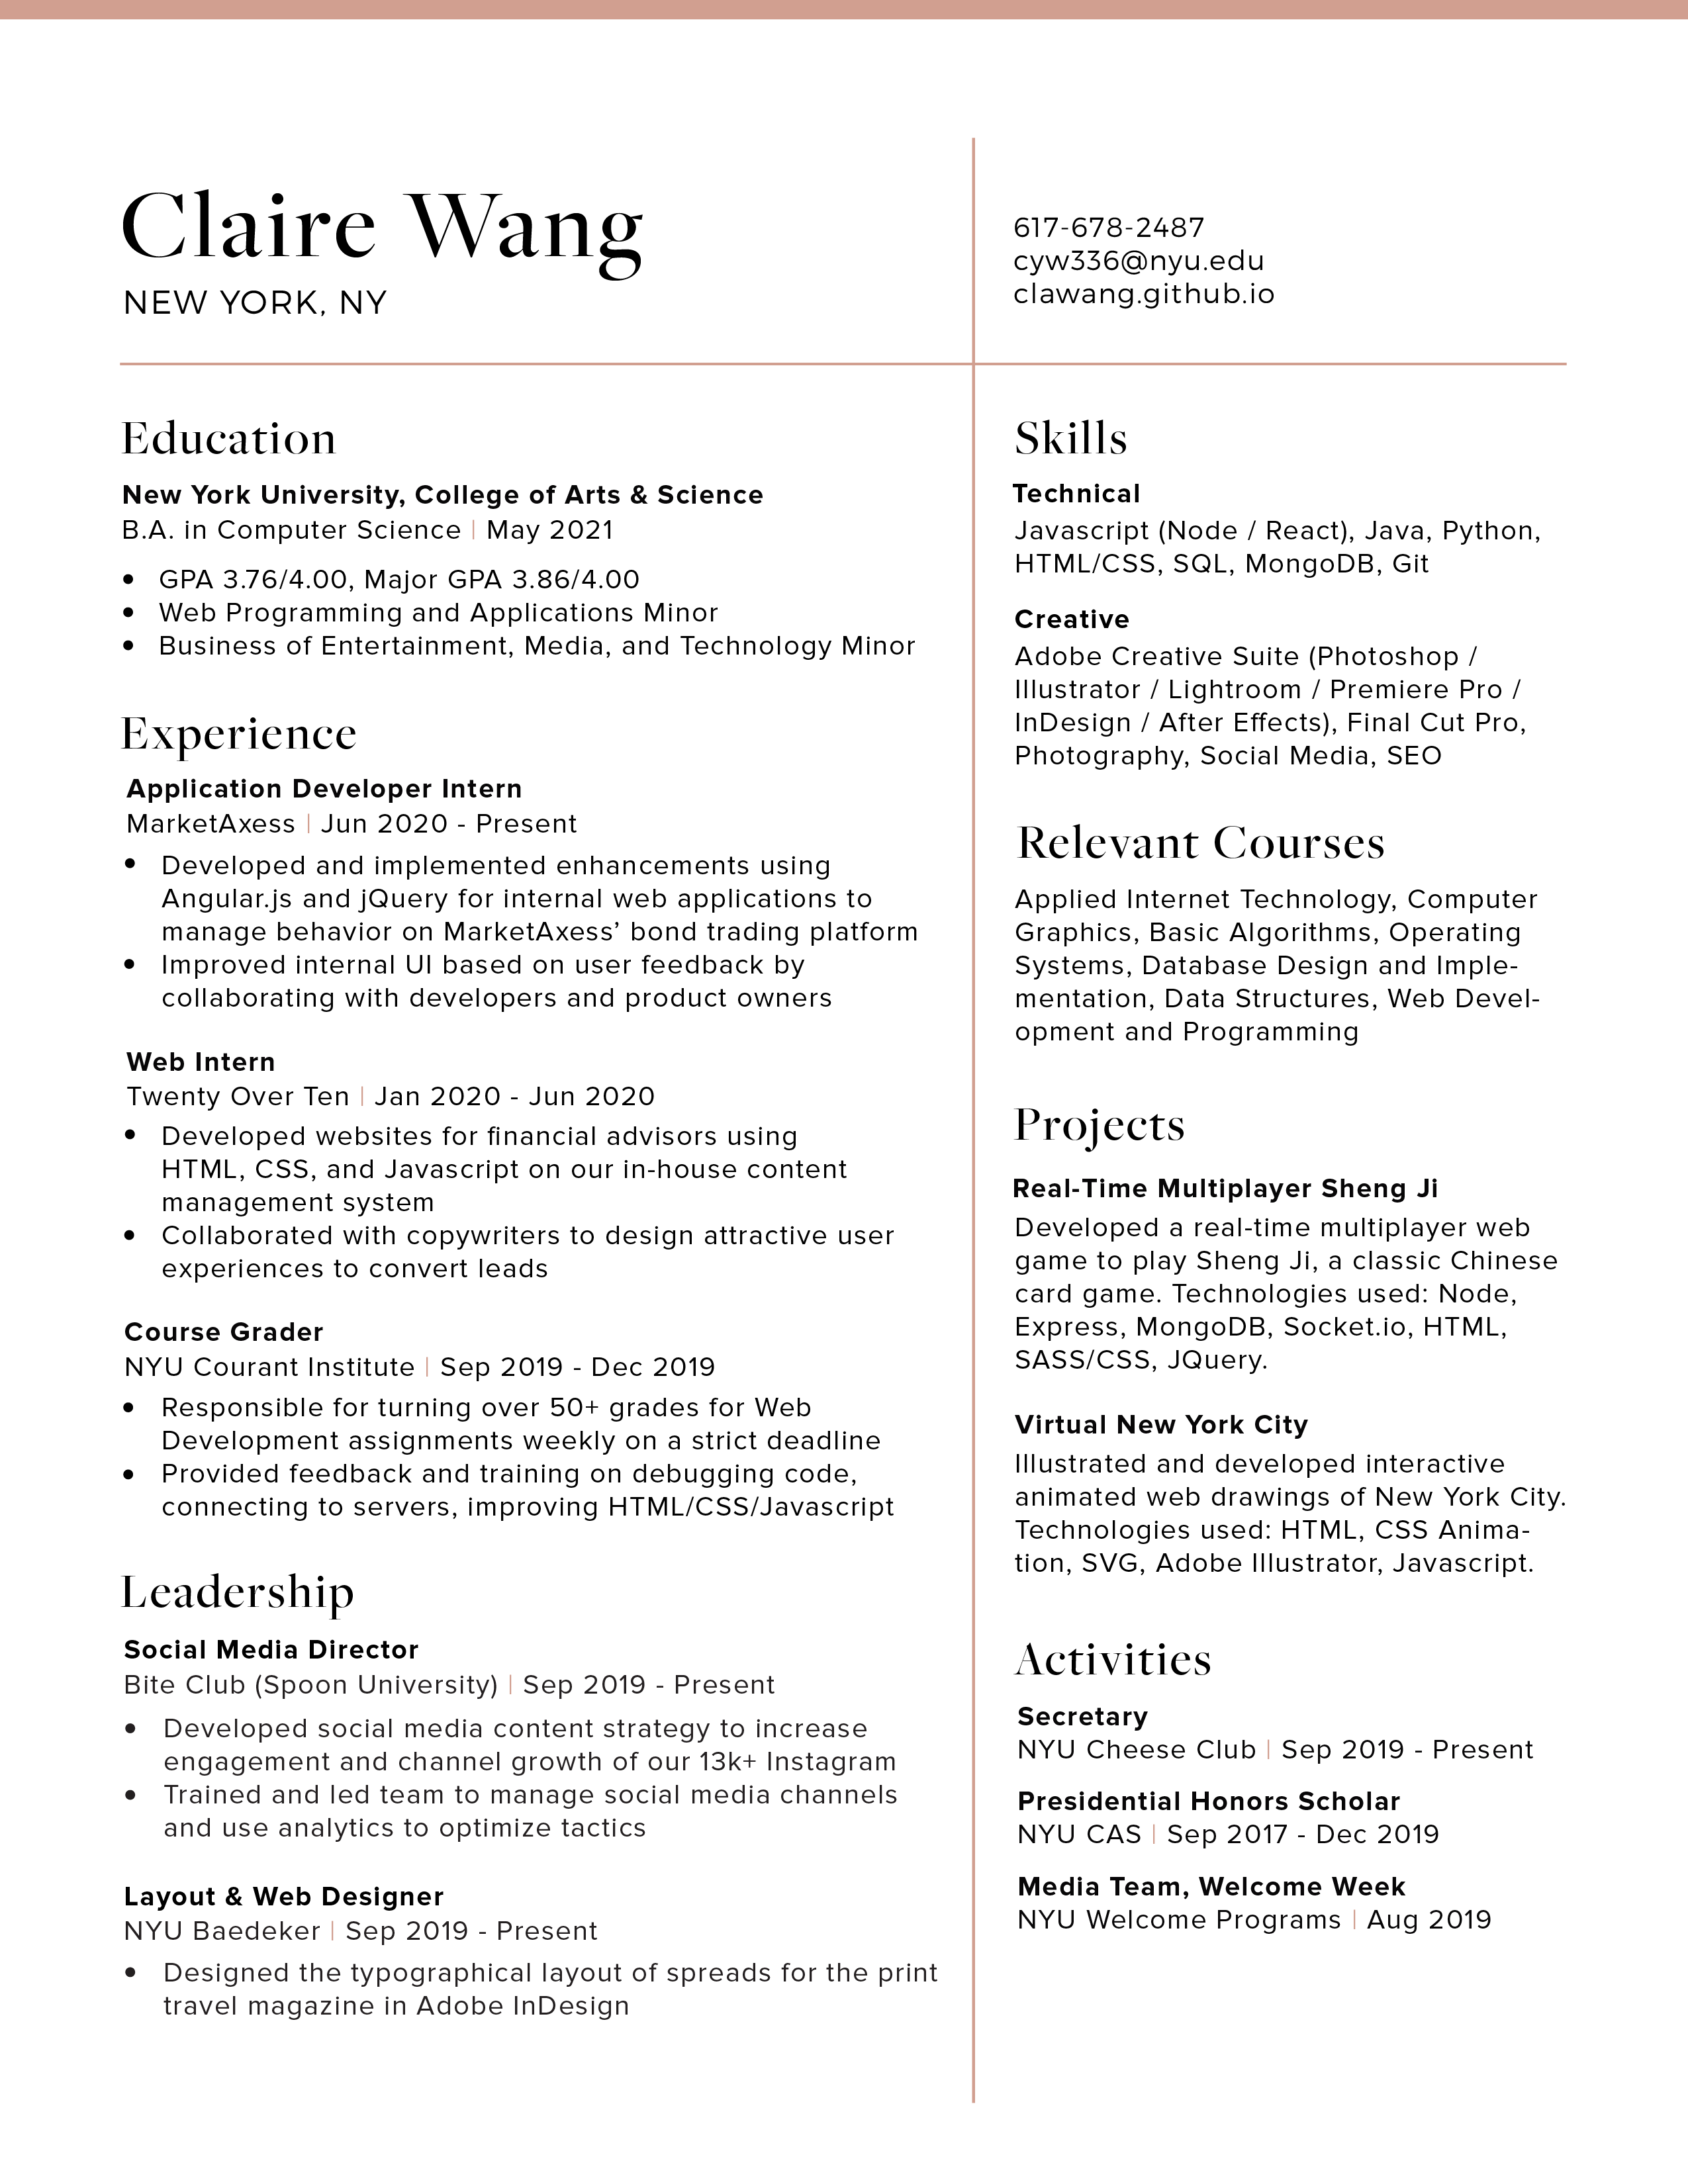 Claire Wang
NEW YORK, NY
617-678-2487
cyw336@nyu.edu
clawang.github.io
Education
New York University, College of Arts & Science
B.A. in Computer Science | May 2021
• GPA 3.76/4.00, Major GPA 3.86/4.00
• Web Programming and Applications Minor
• Business of Entertainment, Media, and Technology Minor
Experience
Application Developer Intern
MarketAxess | Jun 2020 - Present
• Developed and implemented enhancements using
Angular.js and jQuery for internal web applications to
manage behavior on MarketAxess’ bond trading platform
• Improved internal UI based on user feedback by
collaborating with developers and product owners
Web Intern
Twenty Over Ten | Jan 2020 - Jun 2020
• Developed websites for financial advisors using
HTML, CSS, and Javascript on our in-house content
management system
• Collaborated with copywriters to design attractive user
experiences to convert leads
Course Grader
NYU Courant Institute | Sep 2019 - Dec 2019
• Responsible for turning over 50+ grades for Web
Development assignments weekly on a strict deadline
• Provided feedback and training on debugging code,
connecting to servers, improving HTML/CSS/Javascript
Leadership
Social Media Director
Bite Club (Spoon University) | Sep 2019 - Present
• Developed social media content strategy to increase
engagement and channel growth of our 13k+ Instagram
• Trained and led team to manage social media channels
and use analytics to optimize tactics
Layout & Web Designer
NYU Baedeker | Sep 2019 - Present
• Designed the typographical layout of spreads for the print
travel magazine in Adobe InDesign
Skills
Technical
Javascript (Node / React), Java, Python,
HTML/CSS, SQL, MongoDB, Git
Creative
Adobe Creative Suite (Photoshop /
Illustrator / Lightroom / Premiere Pro /
InDesign / After Effects), Final Cut Pro,
Photography, Social Media, SEO
Relevant Courses
Applied Internet Technology, Computer
Graphics, Basic Algorithms, Operating
Systems, Database Design and Imple-
mentation, Data Structures, Web Devel-
opment and Programming
Projects
Real-Time Multiplayer Sheng Ji
Developed a real-time multiplayer web
game to play Sheng Ji, a classic Chinese
card game. Technologies used: Node,
Express, MongoDB, Socket.io, HTML,
SASS/CSS, JQuery.
Virtual New York City
Illustrated and developed interactive
animated web drawings of New York City.
Technologies used: HTML, CSS Anima-
tion, SVG, Adobe Illustrator, Javascript.
Activities
Secretary
NYU Cheese Club | Sep 2019 - Present
Presidential Honors Scholar
NYU CAS | Sep 2017 - Dec 2019
Media Team, Welcome Week
NYU Welcome Programs | Aug 2019